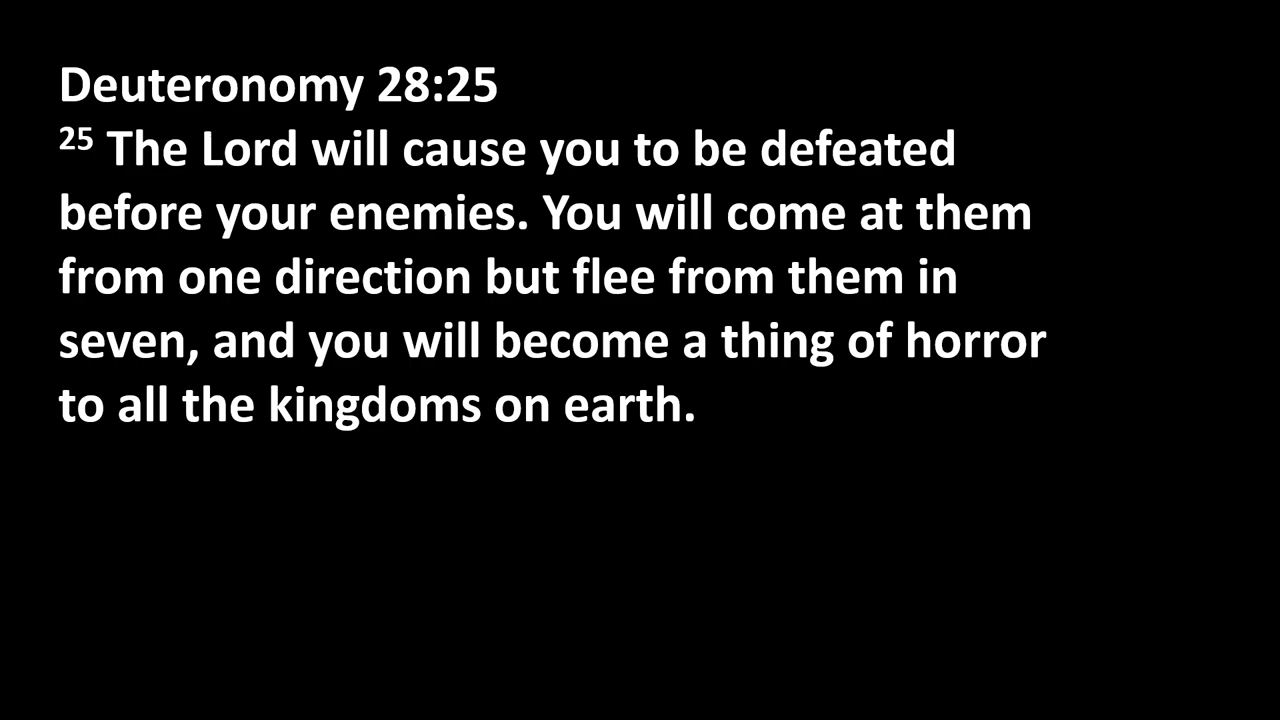 Deuteronomy 28:25
25 The Lord will cause you to be defeated
before your enemies. You will come at them
from one direction but flee from them in
seven, and you will become a thing of horror
to all the kingdoms on earth.